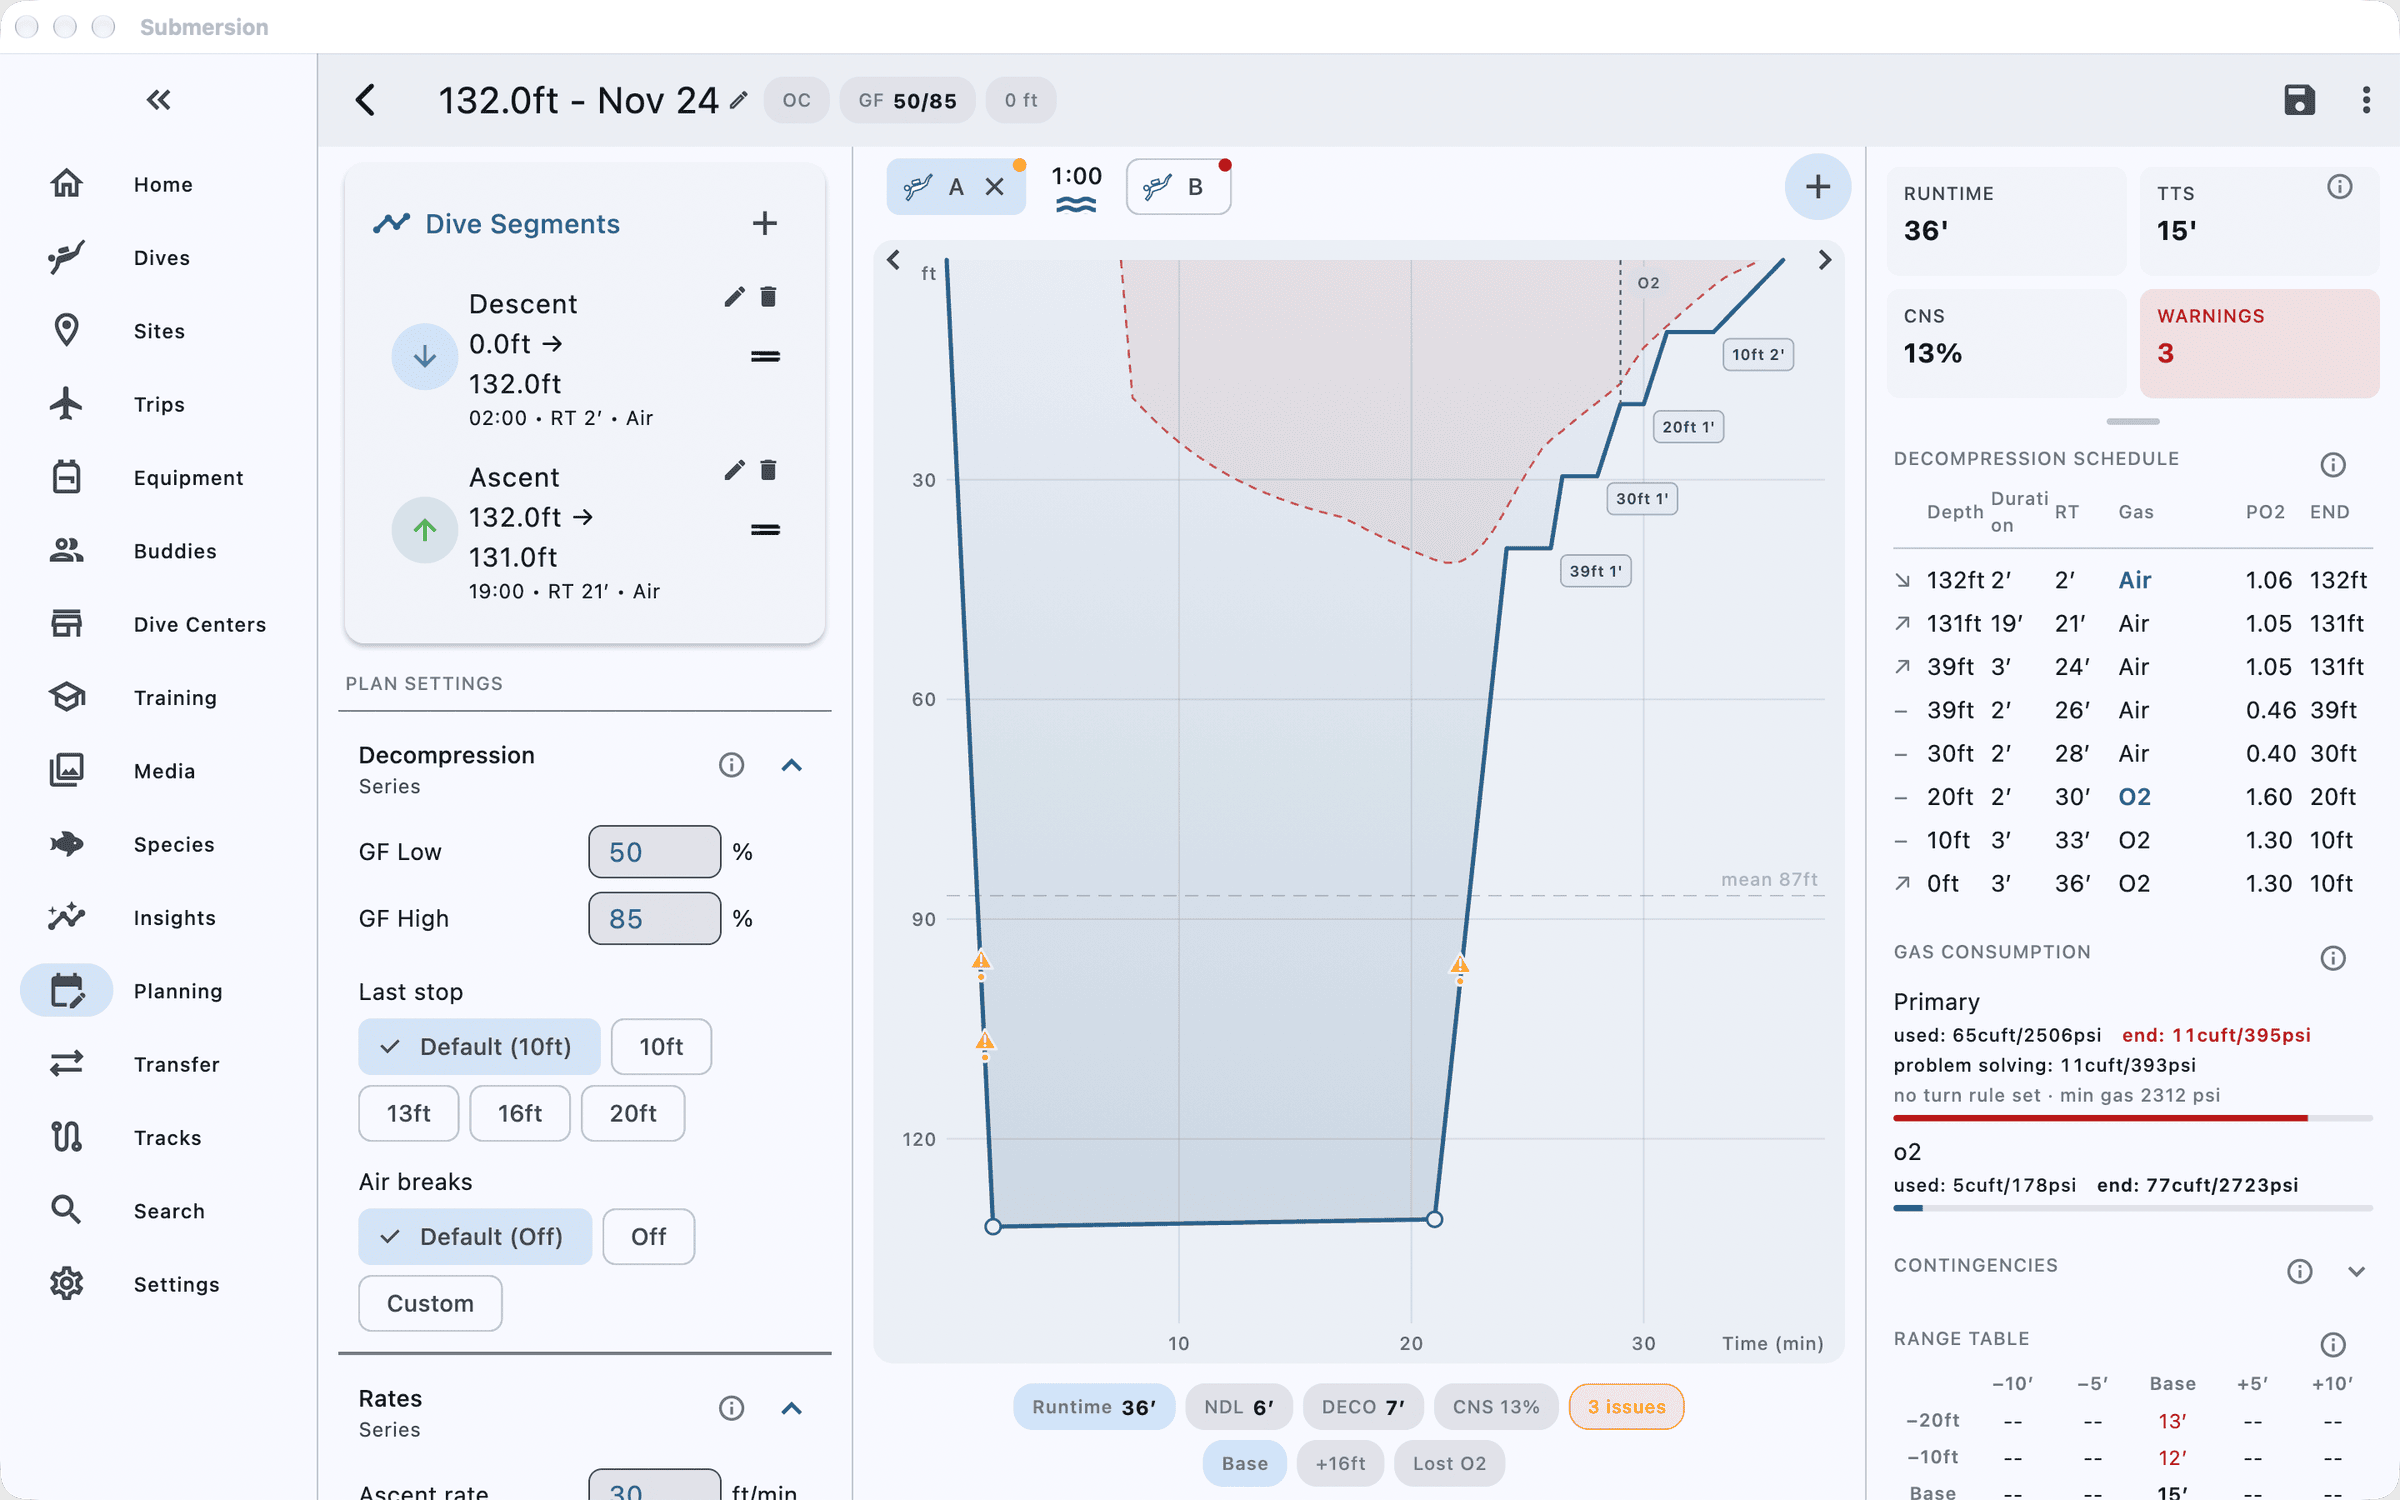 Submersion
Home
Dives
Sites
Trips
Equipment
Buddies
Dive Centers
Training
Media
Species
Insights
Planning
Transfer
Tracks
Search
Settings
132.0ft - Nov 24
OC
GF 50/85
0 ft
Dive Segments
Descent
0.0ft →
132.0ft
02:00 • RT 2′ • Air
Ascent
132.0ft →
131.0ft
19:00 • RT 21′ • Air
PLAN SETTINGS
Decompression
Series
GF Low 50 %
GF High 85 %
Last stop
Default (10ft) 10ft
13ft 16ft 20ft
Air breaks
Default (Off) Off
Custom
Rates
Series
Ascent rate 30 ft/min
A
1:00
B
ft
30
60
90
120
O2
10ft 2'
20ft 1'
30ft 1'
39ft 1'
mean 87ft
10 20 30 Time (min)
Runtime 36′ NDL 6′ DECO 7′ CNS 13% 3 issues
Base +16ft Lost O2
RUNTIME
36'
TTS
15'
CNS
13%
WARNINGS
3
DECOMPRESSION SCHEDULE
Depth Durati
on RT Gas PO2 END
132ft 2′ 2′ Air 1.06 132ft
131ft 19′ 21′ Air 1.05 131ft
39ft 3′ 24′ Air 1.05 131ft
39ft 2′ 26′ Air 0.46 39ft
30ft 2′ 28′ Air 0.40 30ft
20ft 2′ 30′ O2 1.60 20ft
10ft 3′ 33′ O2 1.30 10ft
0ft 3′ 36′ O2 1.30 10ft
GAS CONSUMPTION
Primary
used: 65cuft/2506psi end: 11cuft/395psi
problem solving: 11cuft/393psi
no turn rule set · min gas 2312 psi
o2
used: 5cuft/178psi end: 77cuft/2723psi
CONTINGENCIES
RANGE TABLE
−10′ −5′ Base +5′ +10′
−20ft -- -- 13′ -- --
−10ft -- -- 12′ -- --
Base -- -- 15′ -- --